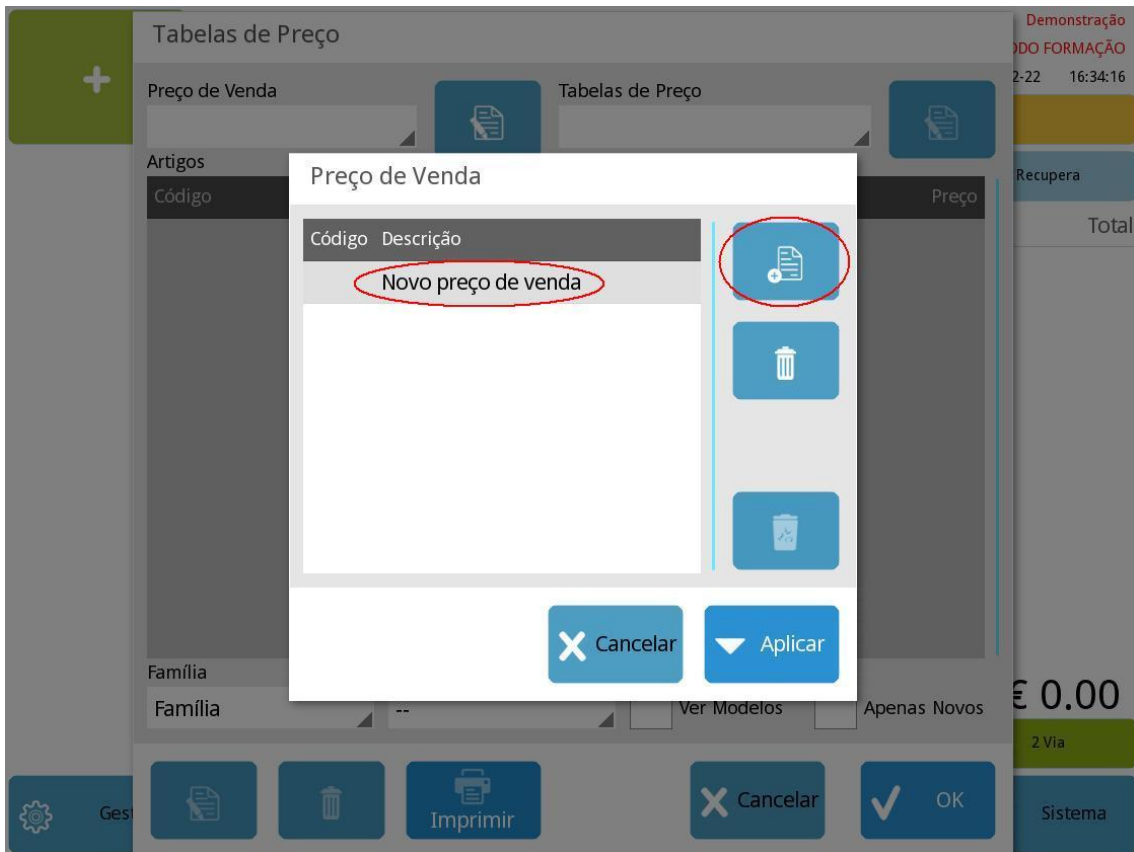 Tabelas de Preço
Demonstração
ODO FORMAÇÃO
2-22 16:34:16
Preço de Venda
Tabelas de Preço
Artigos
Código
Preço
Recupera
Total
Preço de Venda
Código Descrição
Novo preço de venda
Cancelar
Aplicar
Família
Família
--
Ver Modelos
Apenas Novos
€ 0.00
2 Via
Gest
Imprimir
Cancelar
OK
Sistema